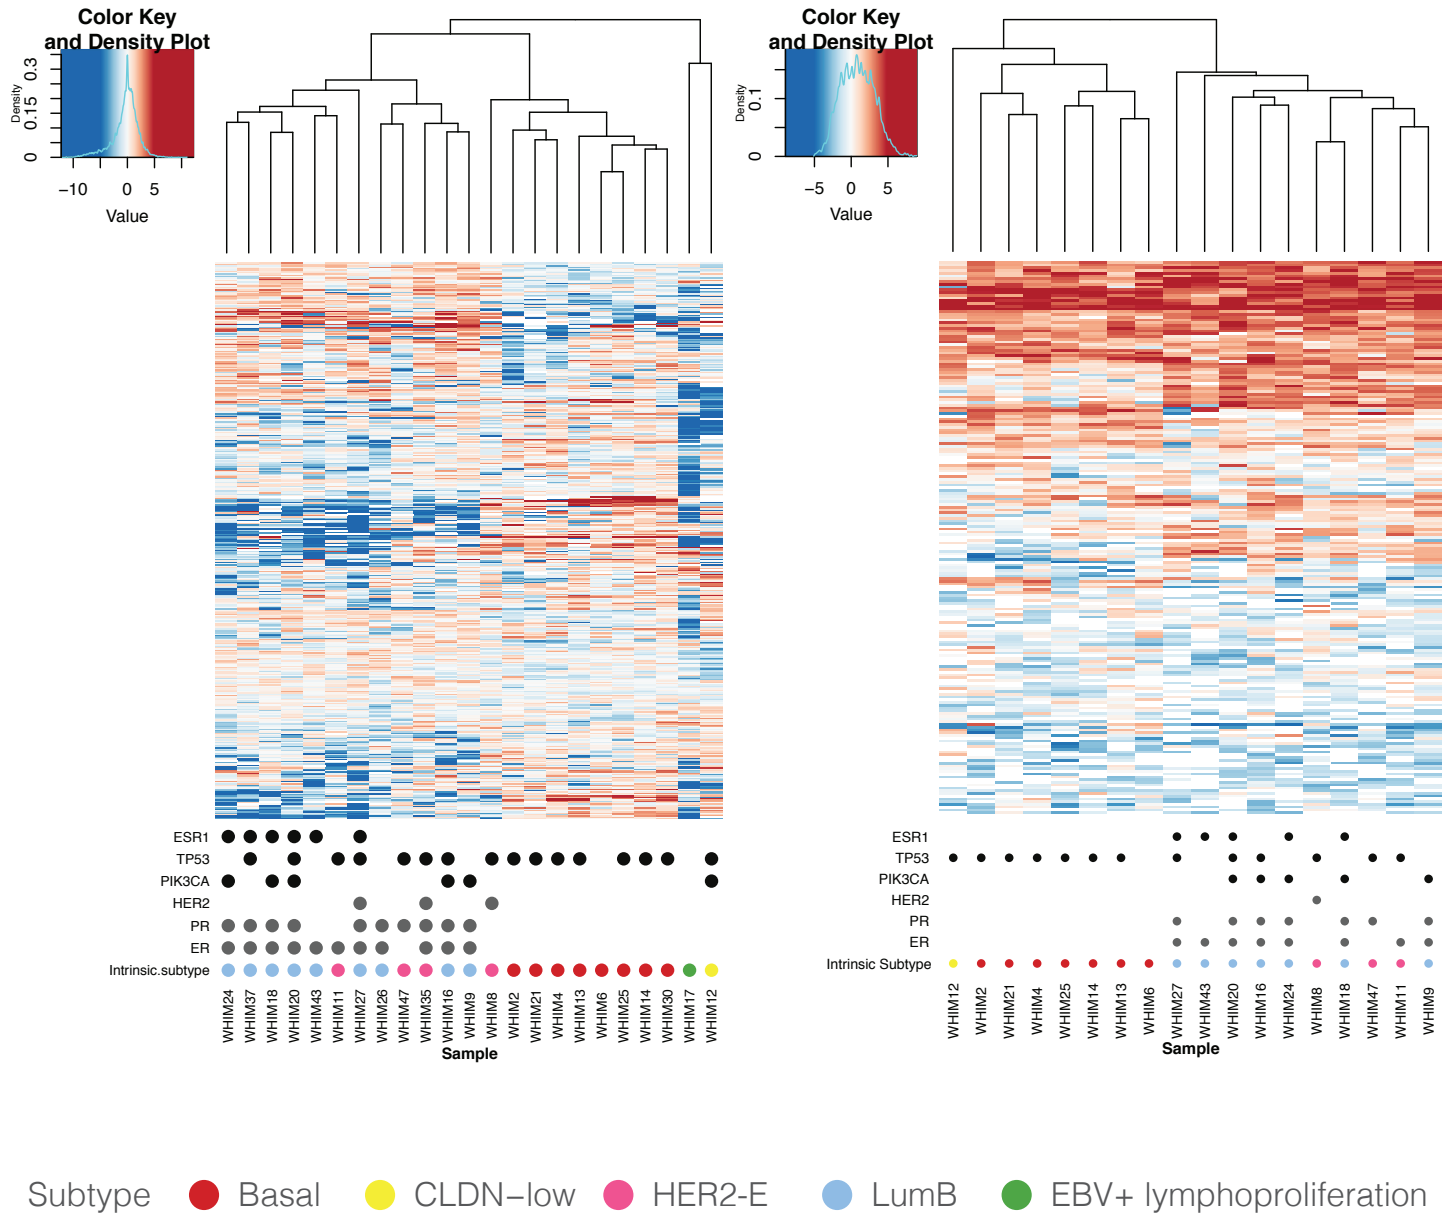 Color Key
and Density Plot
Density
0 0.15 0.3
−10 0 5
Value
Color Key
and Density Plot
Density
0 0.1
−5 0 5
Value
ESR1
TP53
PIK3CA
HER2
PR
ER
Intrinsic.subtype
WHIM24 WHIM37 WHIM18 WHIM20 WHIM43 WHIM11 WHIM27 WHIM26 WHIM47 WHIM35 WHIM16 WHIM9 WHIM8 WHIM2 WHIM21 WHIM4 WHIM13 WHIM6 WHIM25 WHIM14 WHIM30 WHIM17 WHIM12
Sample
ESR1
TP53
PIK3CA
HER2
PR
ER
Intrinsic Subtype
WHIM12 WHIM2 WHIM21 WHIM4 WHIM25 WHIM14 WHIM13 WHIM6 WHIM27 WHIM43 WHIM20 WHIM16 WHIM24 WHIM8 WHIM18 WHIM47 WHIM11 WHIM9
Sample
Subtype Basal CLDN−low HER2-E LumB EBV+ lymphoproliferation